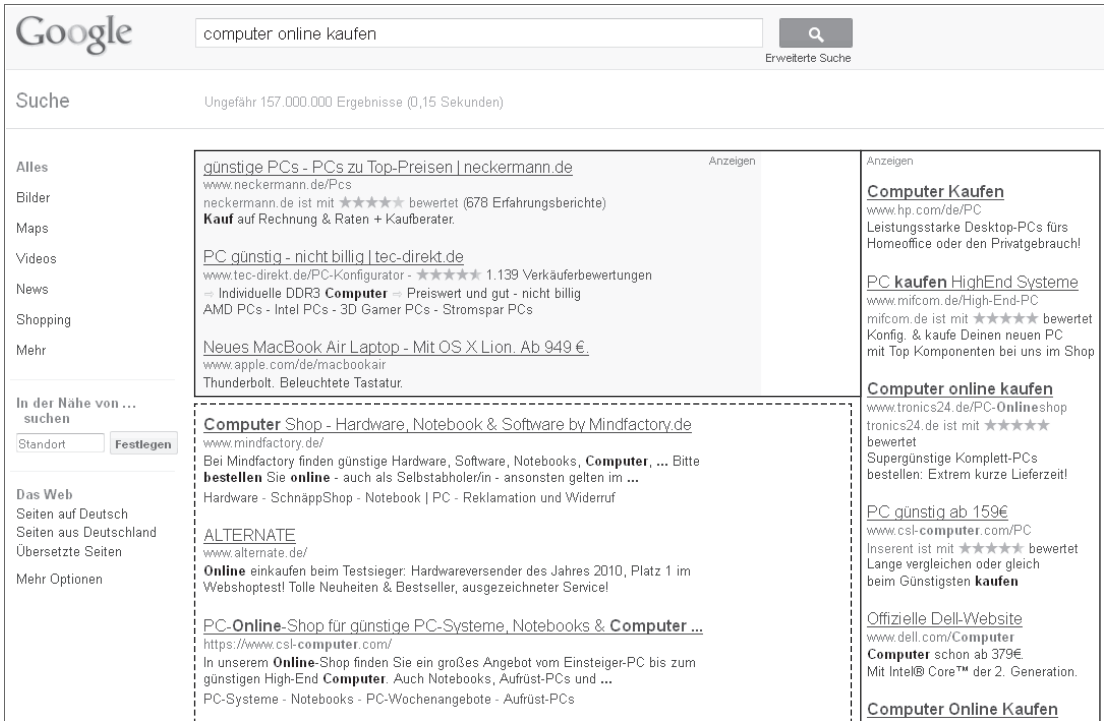 Google
computer online kaufen
Erweiterte Suche
Suche
Ungefähr 157.000.000 Ergebnisse (0,15 Sekunden)
Alles
Bilder
Maps
Videos
News
Shopping
Mehr
In der Nähe von ...
suchen
Standort
Festlegen
Das Web
Seiten auf Deutsch
Seiten aus Deutschland
Übersetzte Seiten
Mehr Optionen
Anzeigen
günstige PCs - PCs zu Top-Preisen | neckermann.de
www.neckermann.de/Pcs
neckermann.de ist mit ★★★★★ bewertet (678 Erfahrungsberichte)
Kauf auf Rechnung & Raten + Kaufberater.
PC günstig - nicht billig | tec-direkt.de
www.tec-direkt.de/PC-Konfigurator - ★★★★★ 1.139 Verkäuferbewertungen
⇨ Individuelle DDR3 Computer ⇨ Preiswert und gut - nicht billig
AMD PCs - Intel PCs - 3D Gamer PCs - Stromspar PCs
Neues MacBook Air Laptop - Mit OS X Lion. Ab 949 €.
www.apple.com/de/macbookair
Thunderbolt. Beleuchtete Tastatur.
Computer Shop - Hardware, Notebook & Software by Mindfactory.de
www.mindfactory.de/
Bei Mindfactory finden günstige Hardware, Software, Notebooks, Computer, ... Bitte
bestellen Sie online - auch als Selbstabholer/in - ansonsten gelten im ...
Hardware - SchnäppShop - Notebook | PC - Reklamation und Widerruf
ALTERNATE
www.alternate.de/
Online einkaufen beim Testsieger: Hardwareversender des Jahres 2010, Platz 1 im
Webshoptest! Tolle Neuheiten & Bestseller, ausgezeichneter Service!
PC-Online-Shop für günstige PC-Systeme, Notebooks & Computer ...
https://www.csl-computer.com/
In unserem Online-Shop finden Sie ein großes Angebot vom Einsteiger-PC bis zum
günstigen High-End Computer. Auch Notebooks, Aufrüst-PCs und ...
PC-Systeme - Notebooks - PC-Wochenangebote - Aufrüst-PCs
Anzeigen
Computer Kaufen
www.hp.com/de/PC
Leistungsstarke Desktop-PCs fürs
Homeoffice oder den Privatgebrauch!
PC kaufen HighEnd Systeme
www.mifcom.de/High-End-PC
mifcom.de ist mit ★★★★★ bewertet
Konfig. & kaufe Deinen neuen PC
mit Top Komponenten bei uns im Shop
Computer online kaufen
www.tronics24.de/PC-Onlineshop
tronics24.de ist mit ★★★★★
bewertet
Supergünstige Komplett-PCs
bestellen: Extrem kurze Lieferzeit!
PC günstig ab 159€
www.csl-computer.com/PC
Inserent ist mit ★★★★★ bewertet
Lange vergleichen oder gleich
beim Günstigsten kaufen
Offizielle Dell-Website
www.dell.com/Computer
Computer schon ab 379€.
Mit Intel® Core™ der 2. Generation.
Computer Online Kaufen